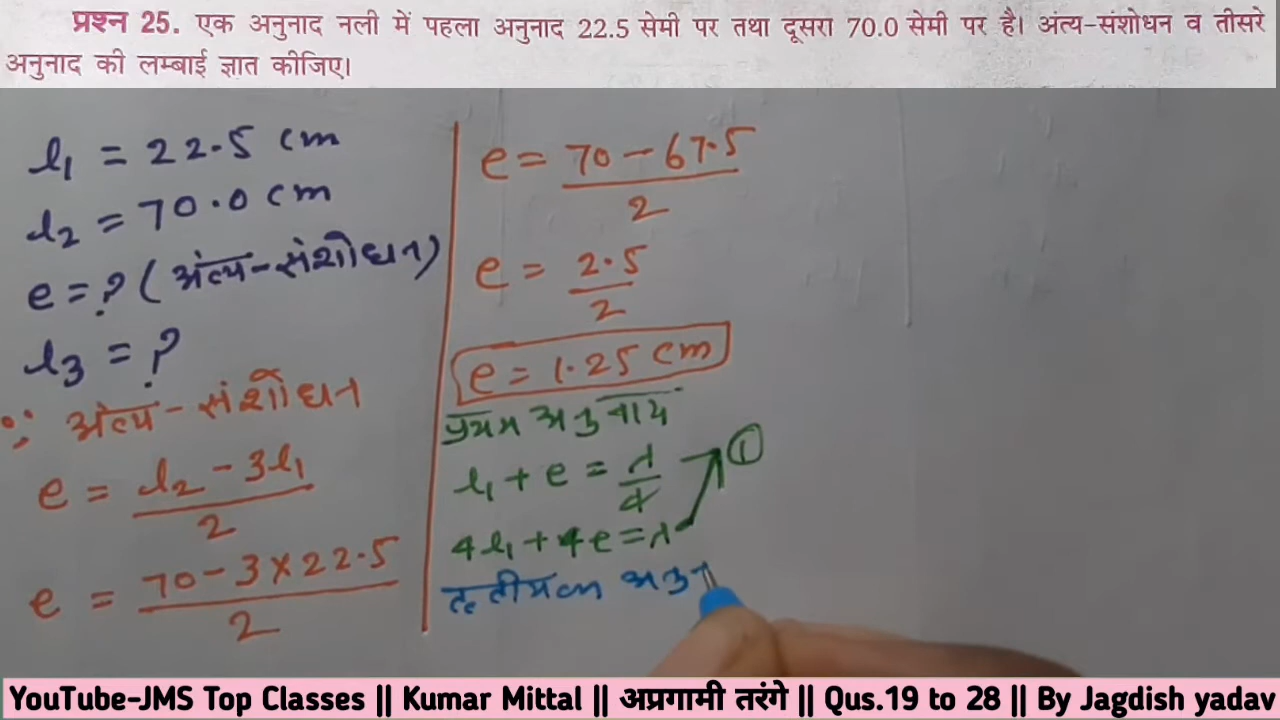 प्रश्न 25. एक अनुनाद नली में पहला अनुनाद 22.5 सेमी पर तथा दूसरा 70.0 सेमी पर है। अंत्य-संशोधन व तीसरे
अनुनाद की लम्बाई ज्ञात कीजिए।
l₁ = 22.5 cm
l₂ = 70.0 cm
e = ? (अंत्य-संशोधन)
l₃ = ?
∵ अंत्य-संशोधन
e = (l₂ - 3l₁)/2
e = (70 - 3×22.5)/2
e = (70 - 67.5)/2
e = 2.5/2
e = 1.25 cm
प्रथम अनुनाद
l₁ + e = λ/4
4l₁ + 4e = λ → ①
YouTube-JMS Top Classes || Kumar Mittal || अप्रगामी तरंगे || Qus.19 to 28 || By Jagdish yadav